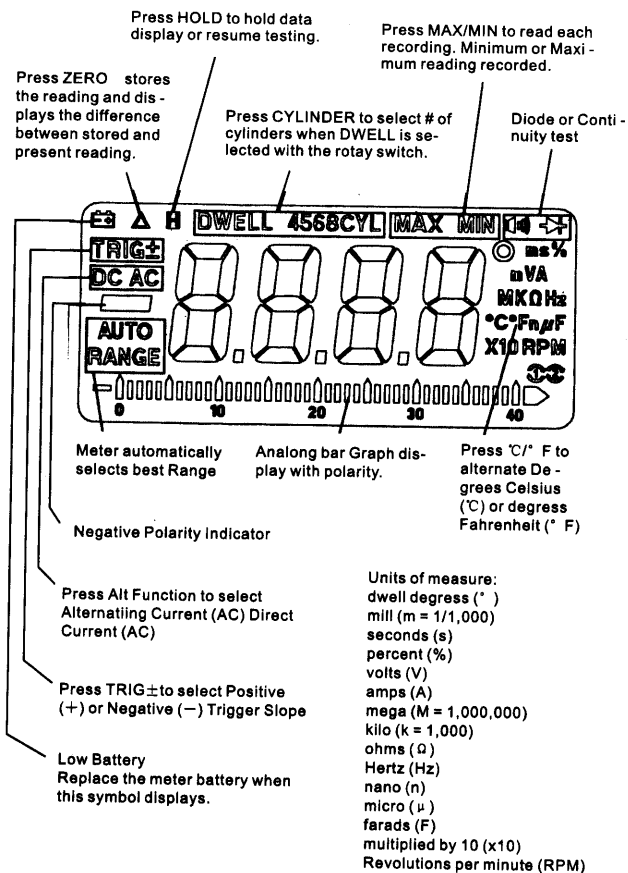 Press HOLD to hold data
display or resume testing.
Press MAX/MIN to read each
recording. Minimum or Maxi -
mum reading recorded.
Press ZERO stores
the reading and dis -
plays the difference
between stored and
present reading.
Press CYLINDER to select # of
cylinders when DWELL is se-
lected with the rotay switch.
Diode or Conti -
nuity test
H DWELL 4568CYL MAX MIN
TRIG±
DC AC
AUTO
RANGE
ms%
mVA
MKΩHz
°C°FnµF
X10RPM
0 10 20 30 40
Meter automatically
selects best Range
Analong bar Graph dis-
play with polarity.
Press ℃/° F to
alternate De -
grees Celsius
(℃) or degress
Fahrenheit (° F)
Negative Polarity Indicator
Press Alt Function to select
Alternatiing Current (AC) Direct
Current (AC)
Press TRIG±to select Positive
(+) or Negative (−) Trigger Slope
Low Battery
Replace the meter battery when
this symbol displays.
Units of measure:
dwell degress (° )
mill (m = 1/1,000)
seconds (s)
percent (%)
volts (V)
amps (A)
mega (M = 1,000,000)
kilo (k = 1,000)
ohms (Ω)
Hertz (Hz)
nano (n)
micro (µ)
farads (F)
multiplied by 10 (x10)
Revolutions per minute (RPM)